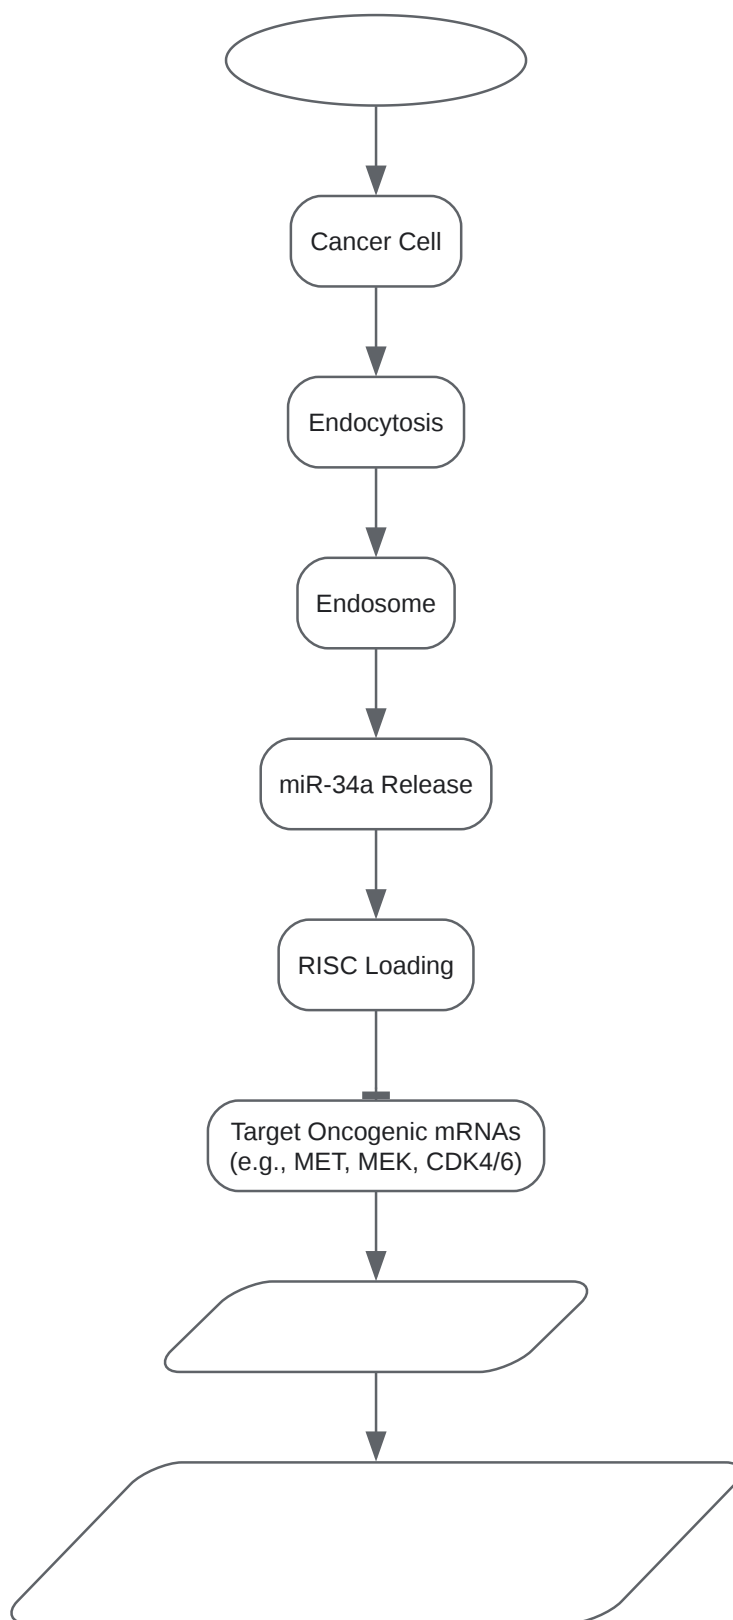 Cancer Cell
Endocytosis
Endosome
miR-34a Release
RISC Loading
Target Oncogenic mRNAs
(e.g., MET, MEK, CDK4/6)